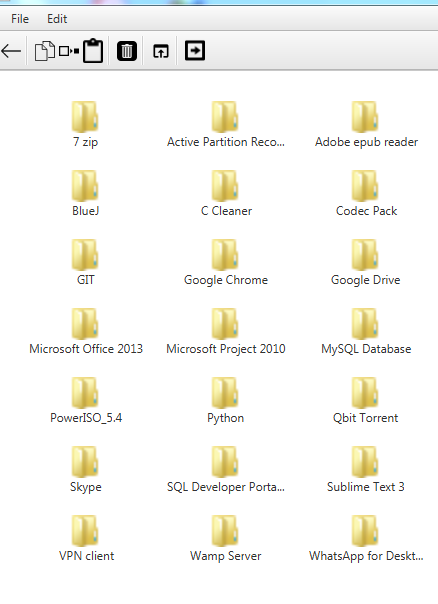 File Edit
7 zip Active Partition Reco... Adobe epub reader
BlueJ C Cleaner Codec Pack
GIT Google Chrome Google Drive
Microsoft Office 2013 Microsoft Project 2010 MySQL Database
PowerISO_5.4 Python Qbit Torrent
Skype SQL Developer Porta... Sublime Text 3
VPN client Wamp Server WhatsApp for Deskt...